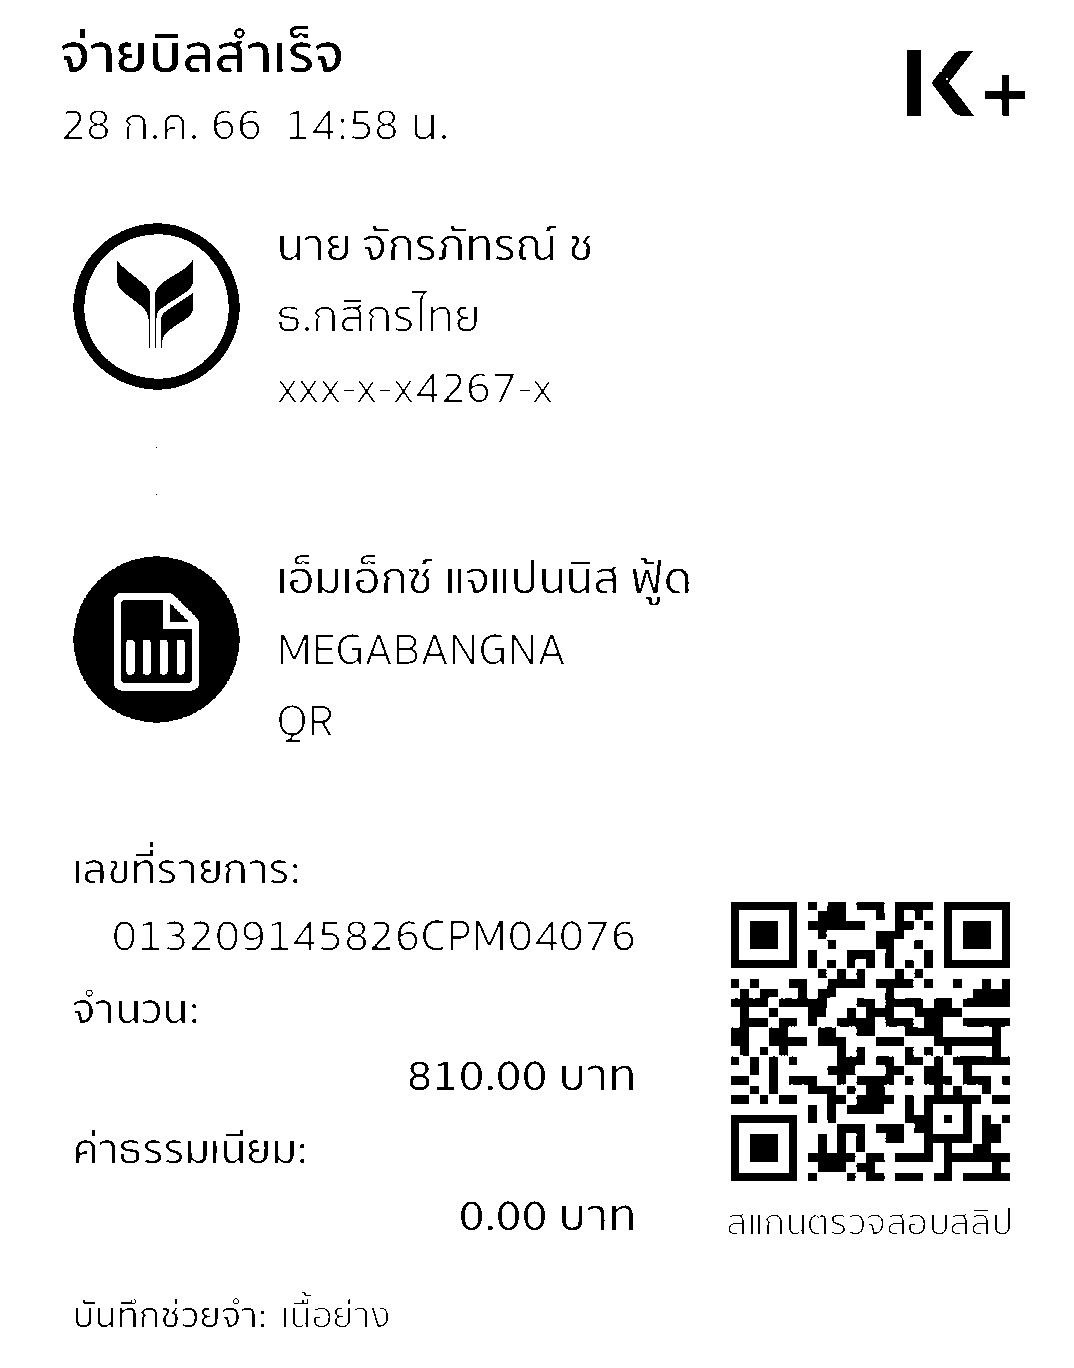 จ่ายบิลสำเร็จ
28 ก.ค. 66 14:58 น.
K+
นาย จักรภัทรณ์ ช
ธ.กสิกรไทย
xxx-x-x4267-x
เอ็มเอ็กซ์ แจแปนนิส ฟู้ด
MEGABANGNA
QR
เลขที่รายการ:
013209145826CPM04076
จำนวน:
810.00 บาท
ค่าธรรมเนียม:
0.00 บาท
สแกนตรวจสอบสลิป
บันทึกช่วยจำ: เนื้อย่าง